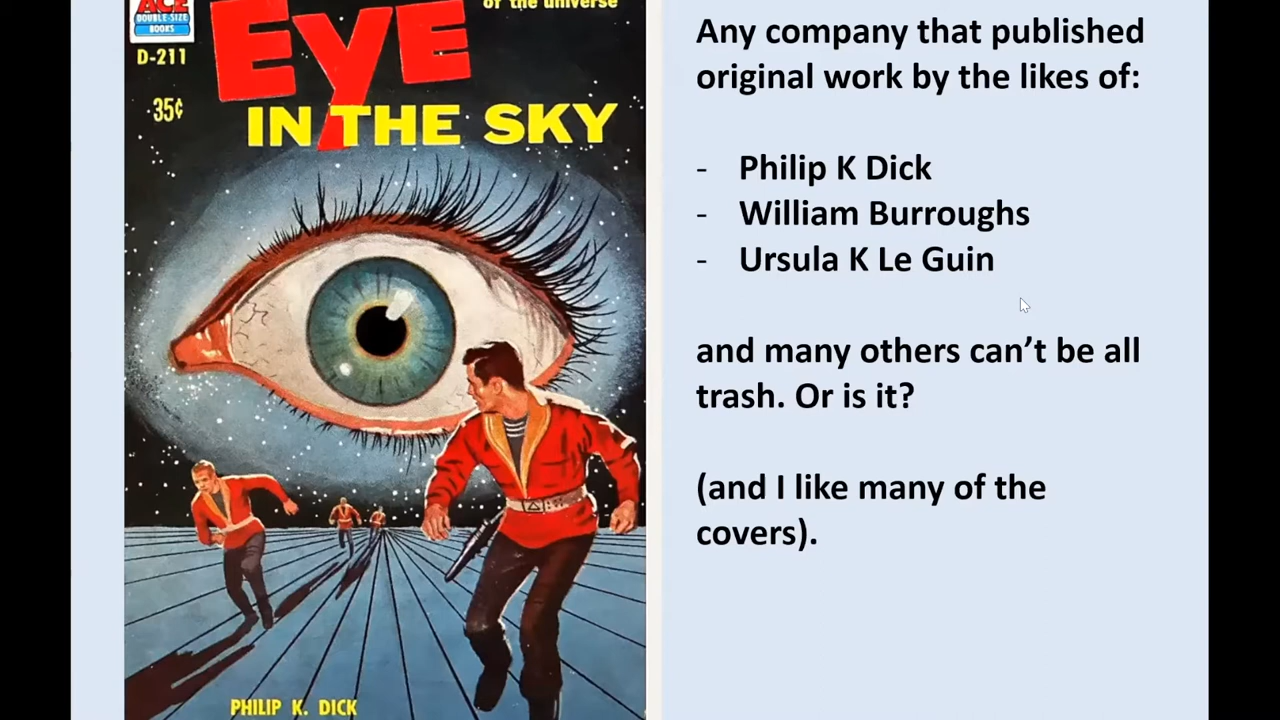 of the universe
ACE
DOUBLE-SIZE
BOOKS
D-211
EYE
35¢
IN THE SKY
PHILIP K. DICK
Any company that published
original work by the likes of:
- Philip K Dick
- William Burroughs
- Ursula K Le Guin
and many others can’t be all
trash. Or is it?
(and I like many of the
covers).